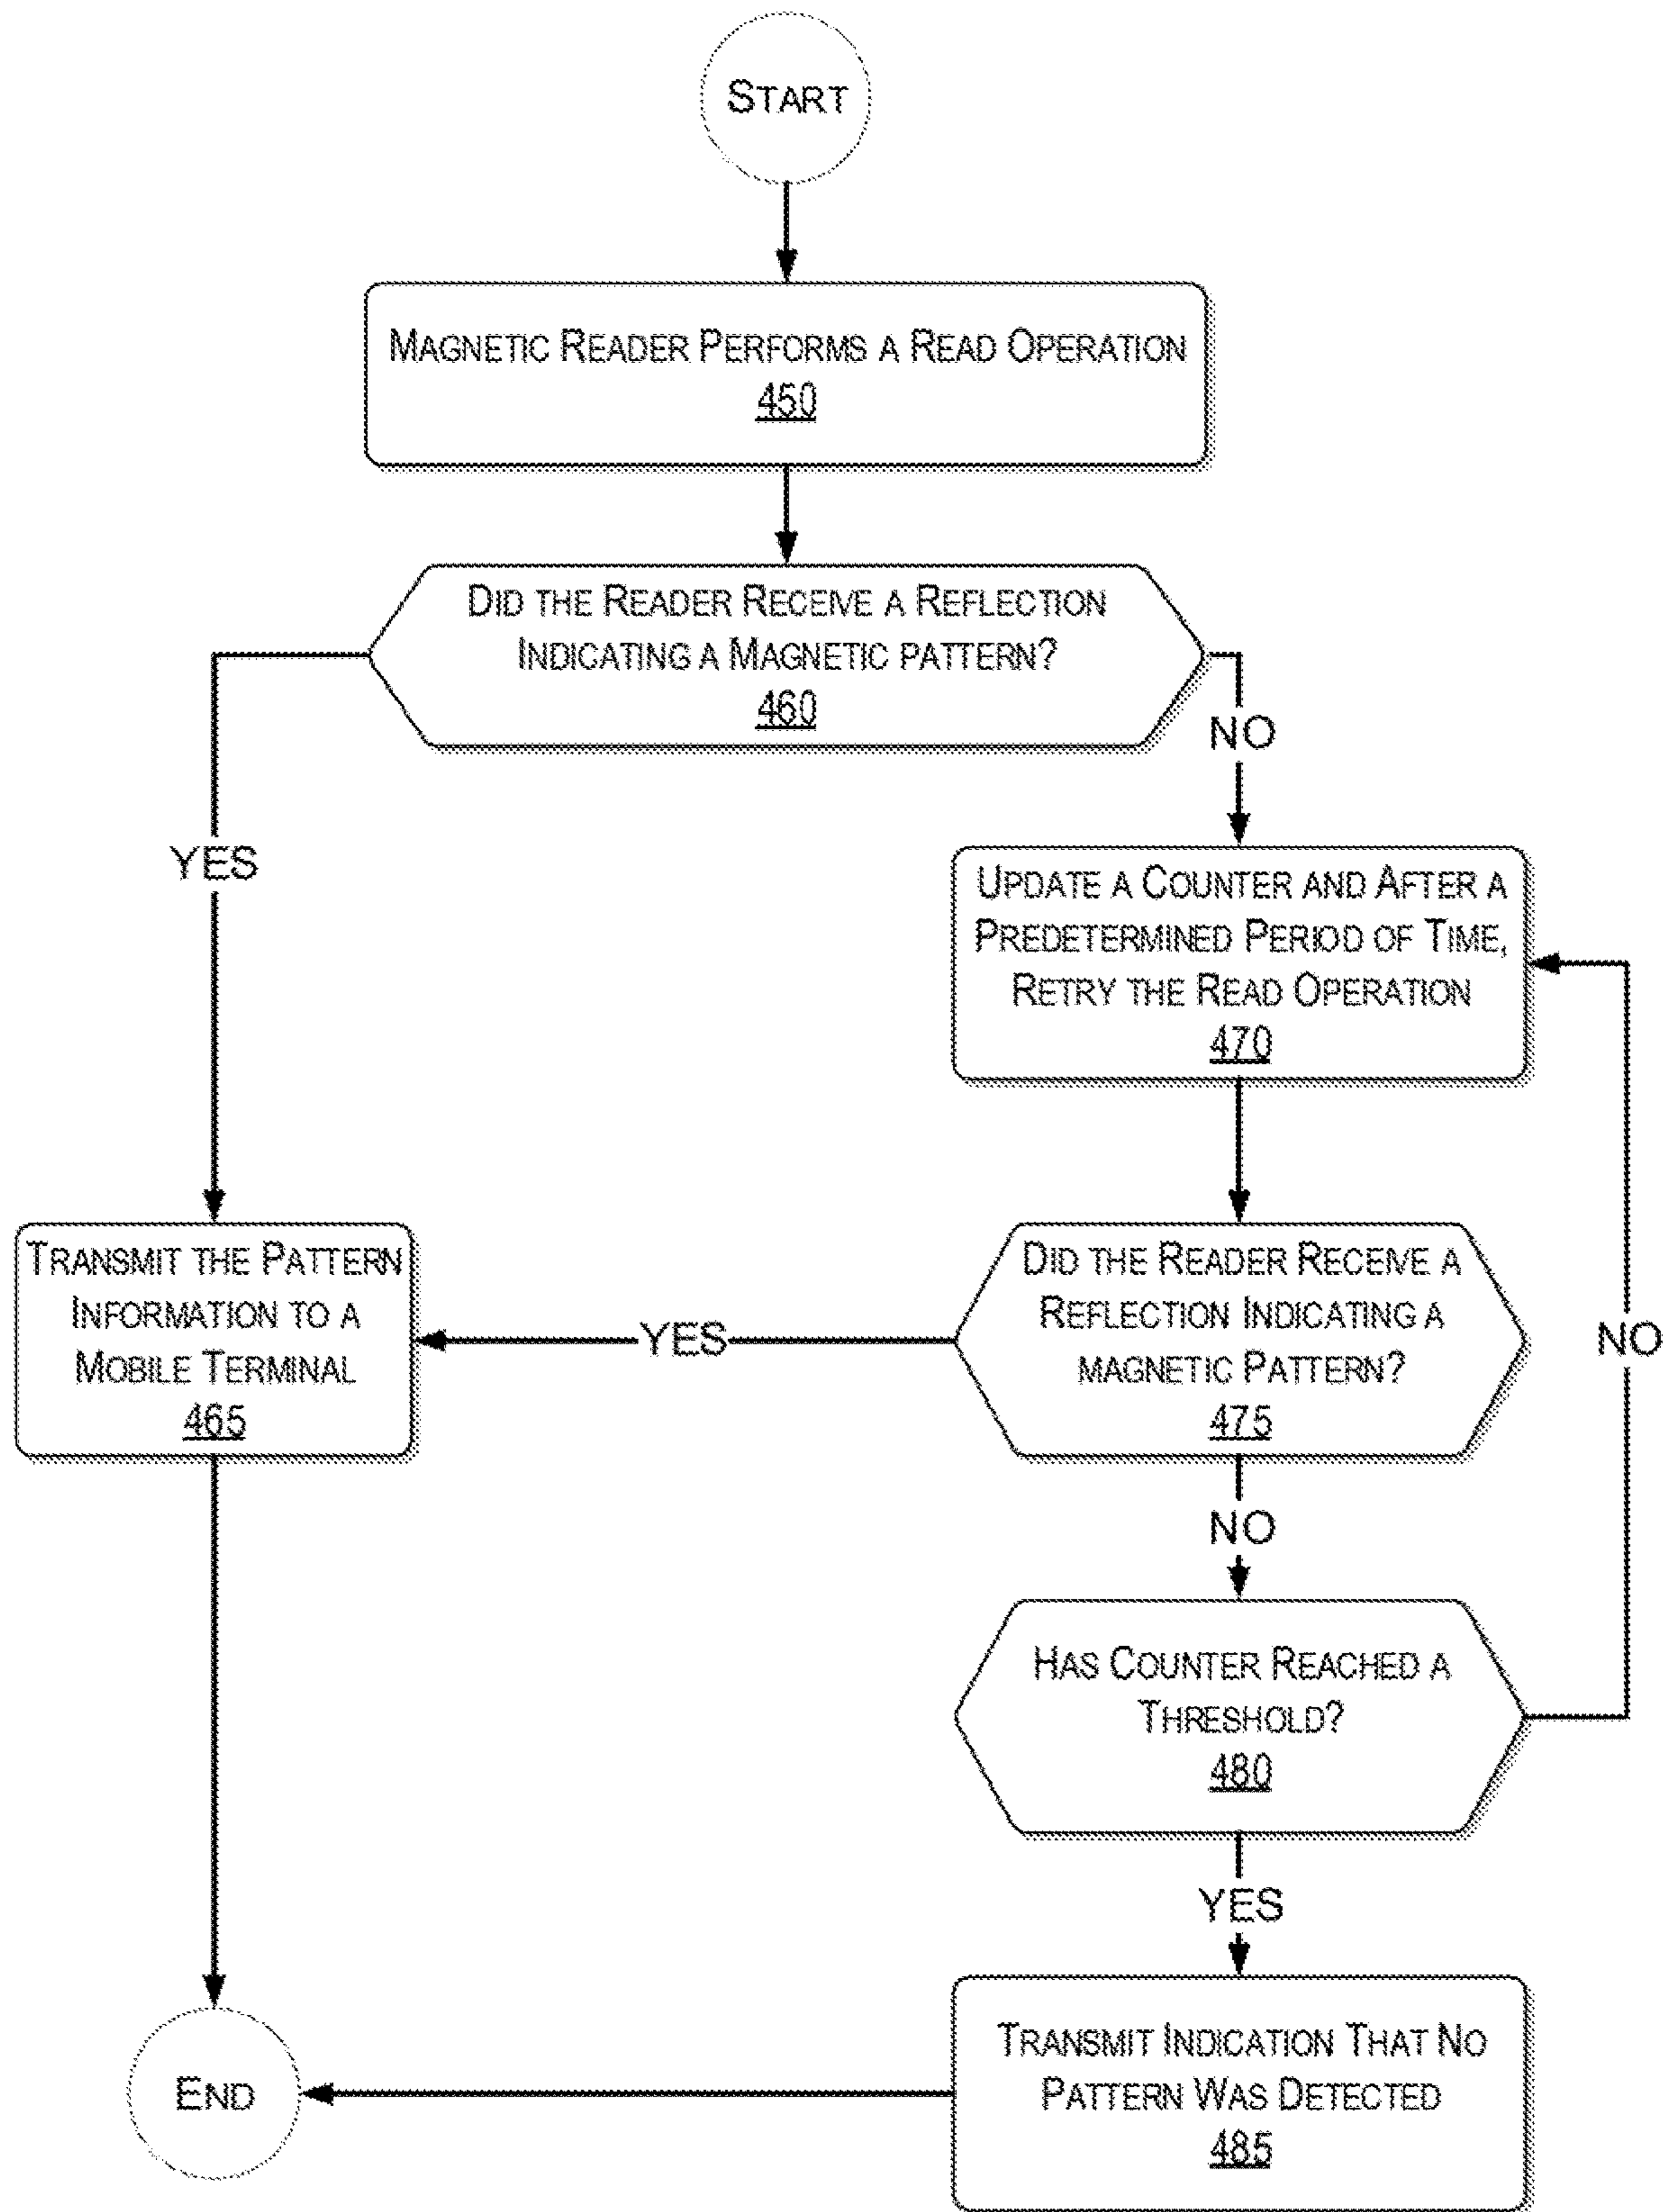 START
MAGNETIC READER PERFORMS A READ OPERATION
450
DID THE READER RECEIVE A REFLECTION
INDICATING A MAGNETIC PATTERN?
460
NO
YES
UPDATE A COUNTER AND AFTER A
PREDETERMINED PERIOD OF TIME,
RETRY THE READ OPERATION
470
TRANSMIT THE PATTERN
INFORMATION TO A
MOBILE TERMINAL
465
YES
DID THE READER RECEIVE A
REFLECTION INDICATING A
MAGNETIC PATTERN?
475
NO
NO
HAS COUNTER REACHED A
THRESHOLD?
480
YES
TRANSMIT INDICATION THAT NO
PATTERN WAS DETECTED
485
END